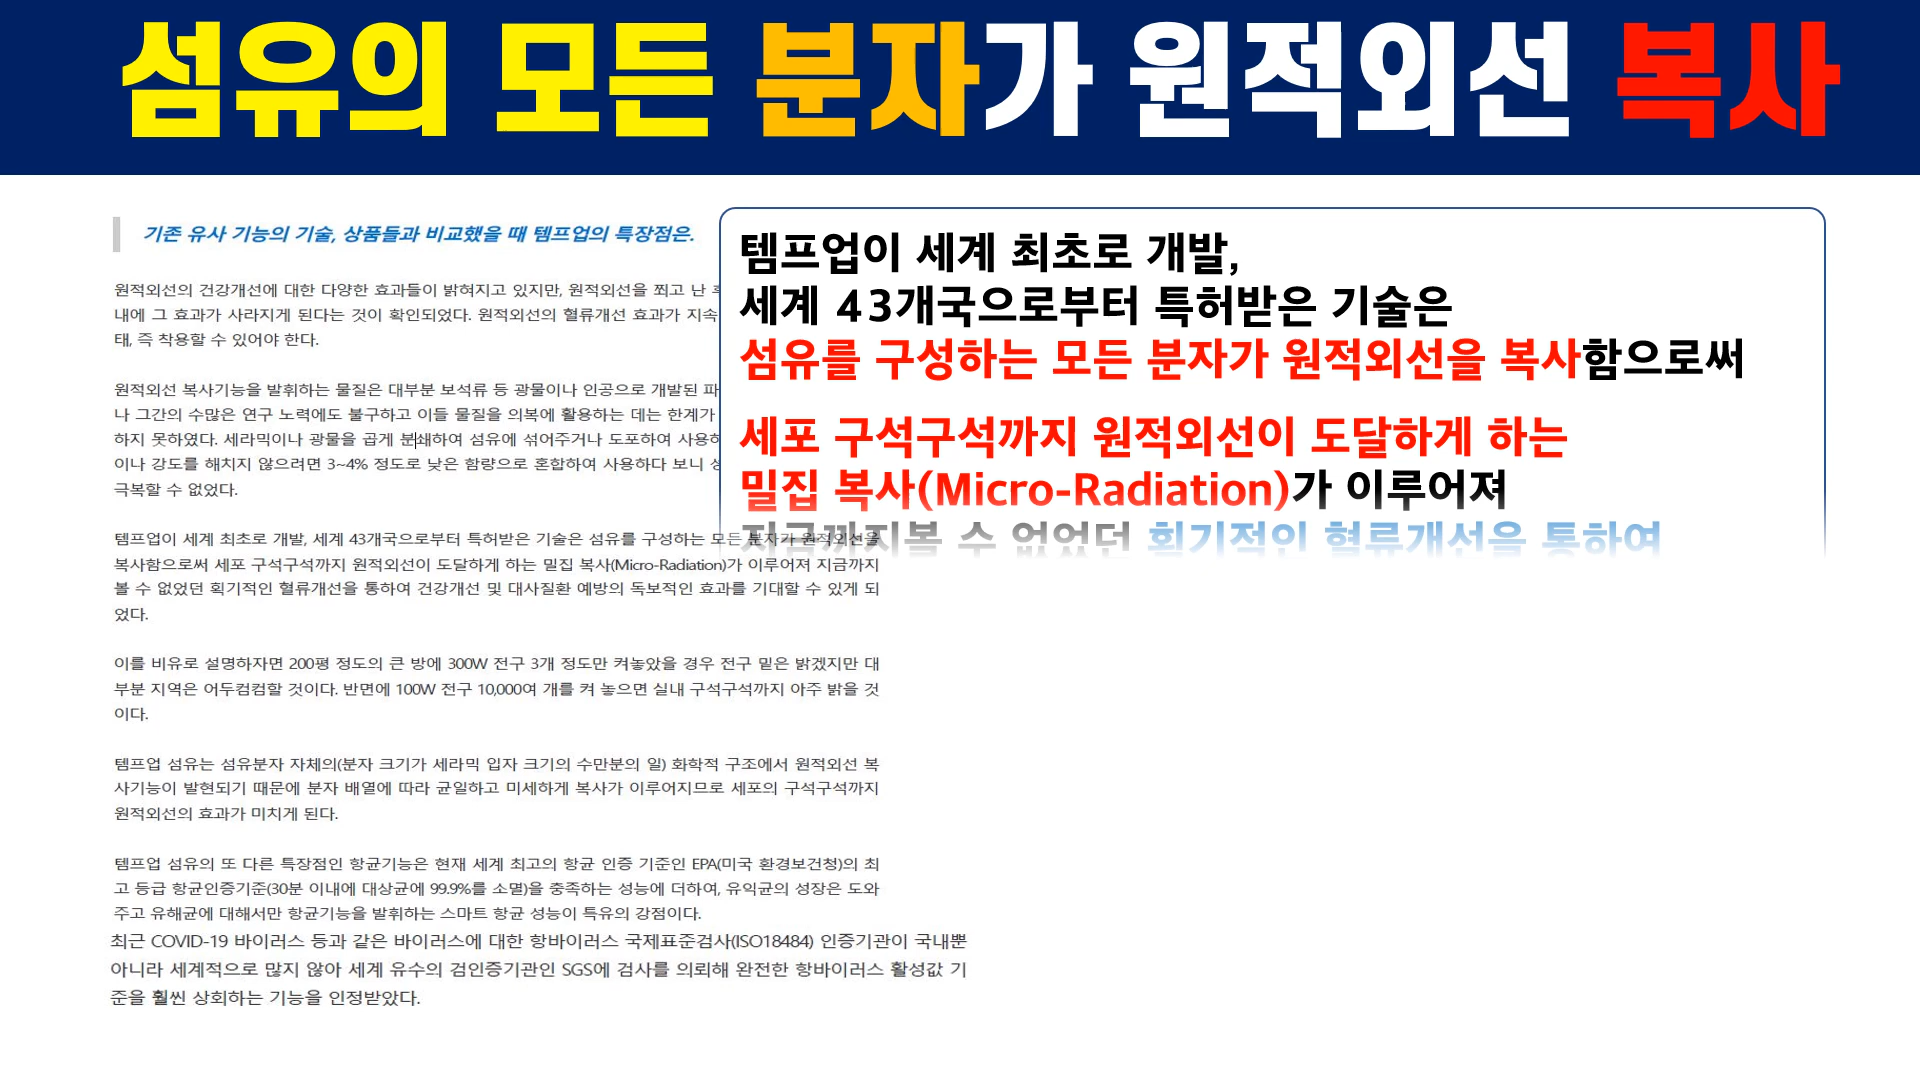 섬유의 모든 분자가 원적외선 복사
기존 유사 기능의 기술, 상품들과 비교했을 때 템프업의 특장점은.
원적외선의 건강개선에 대한 다양한 효과들이 밝혀지고 있지만, 원적외선을 쬐고 난
내에 그 효과가 사라지게 된다는 것이 확인되었다. 원적외선의 혈류개선 효과가 지속
태, 즉 착용할 수 있어야 한다.
원적외선 복사기능을 발휘하는 물질은 대부분 보석류 등 광물이나 인공으로 개발된
나 그간의 수많은 연구 노력에도 불구하고 이들 물질을 의복에 활용하는 데는 한계가
하지 못하였다. 세라믹이나 광물을 곱게 분쇄하여 섬유에 섞어주거나 도포하여
이나 강도를 해치지 않으려면 3~4% 정도로 낮은 함량으로 혼합하여 사용하다 보니
극복할 수 없었다.
템프업이 세계 최초로 개발, 세계 43개국으로부터 특허받은 기술은 섬유를 구성하는 모든 분자가 원적외선을
복사함으로써 세포 구석구석까지 원적외선이 도달하게 하는 밀집 복사(Micro-Radiation)가 이루어져 지금까지
볼 수 없었던 획기적인 혈류개선을 통하여 건강개선 및 대사질환 예방의 독보적인 효과를 기대할 수 있게 되
었다.
이를 비유로 설명하자면 200평 정도의 큰 방에 300W 전구 3개 정도만 켜놓았을 경우 전구 밑은 밝겠지만 대
부분 지역은 어두컴컴할 것이다. 반면에 100W 전구 10,000여 개를 켜 놓으면 실내 구석구석까지 아주 밝을 것
이다.
템프업 섬유는 섬유분자 자체의(분자 크기가 세라믹 입자 크기의 수만분의 일) 화학적 구조에서 원적외선 복
사기능이 발현되기 때문에 분자 배열에 따라 균일하고 미세하게 복사가 이루어지므로 세포의 구석구석까지
원적외선의 효과가 미치게 된다.
템프업 섬유의 또 다른 특장점인 항균기능은 현재 세계 최고의 항균 인증 기준인 EPA(미국 환경보건청)의 최
고 등급 항균인증기준(30분 이내에 대상균에 99.9%를 소멸)을 충족하는 성능에 더하여, 유익균의 성장은 도와
주고 유해균에 대해서만 항균기능을 발휘하는 스마트 항균 성능이 특유의 강점이다.
최근 COVID-19 바이러스 등과 같은 바이러스에 대한 항바이러스 국제표준검사(ISO18484) 인증기관이 국내뿐
아니라 세계적으로 많지 않아 세계 유수의 검인증기관인 SGS에 검사를 의뢰해 완전한 항바이러스 활성값 기
준을 훨씬 상회하는 기능을 인정받았다.
템프업이 세계 최초로 개발,
세계 43개국으로부터 특허받은 기술은
섬유를 구성하는 모든 분자가 원적외선을 복사함으로써
세포 구석구석까지 원적외선이 도달하게 하는
밀집 복사(Micro-Radiation)가 이루어져
지금까지볼 수 없었던 획기적인 혈류개선을 통하여